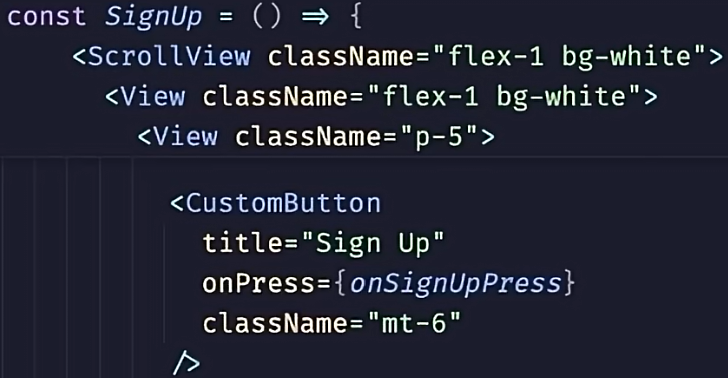 const SignUp = () => {
<ScrollView className="flex-1 bg-white">
<View className="flex-1 bg-white">
<View className="p-5">
<CustomButton
title="Sign Up"
onPress={onSignUpPress}
className="mt-6"
/>